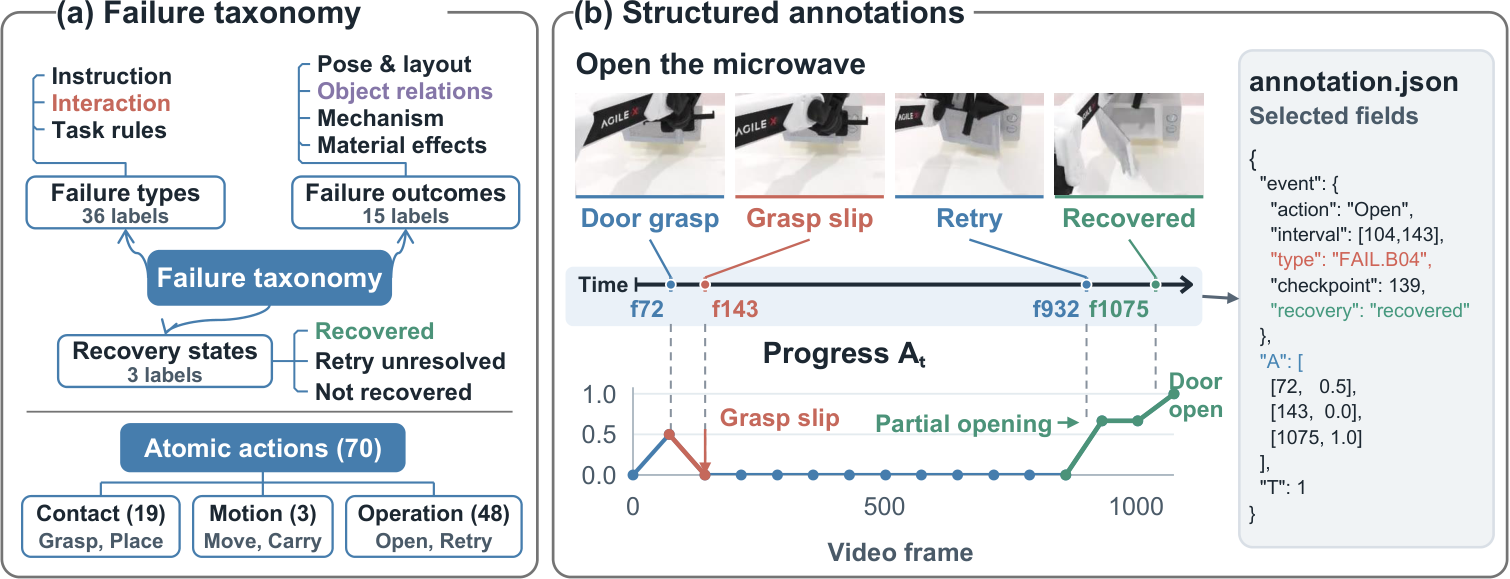 (a) Failure taxonomy
Instruction
Interaction
Task rules
Pose & layout
Object relations
Mechanism
Material effects
Failure types
36 labels
Failure outcomes
15 labels
Failure taxonomy
Recovery states
3 labels
Recovered
Retry unresolved
Not recovered
Atomic actions (70)
Contact (19)
Grasp, Place
Motion (3)
Move, Carry
Operation (48)
Open, Retry
(b) Structured annotations
Open the microwave
AGILE X
AGILE X
AGILE X
AGILE X
Door grasp
Grasp slip
Retry
Recovered
Time
f72
f143
f932
f1075
Progress At
1.0
0.5
0.0
Grasp slip
Partial opening
Door
open
0
500
1000
Video frame
annotation.json
Selected fields
{
"event": {
"action": "Open",
"interval": [104,143],
"type": "FAIL.B04",
"checkpoint": 139,
"recovery": "recovered"
},
"A": [
[72, 0.5],
[143, 0.0],
[1075, 1.0]
],
"T": 1
}